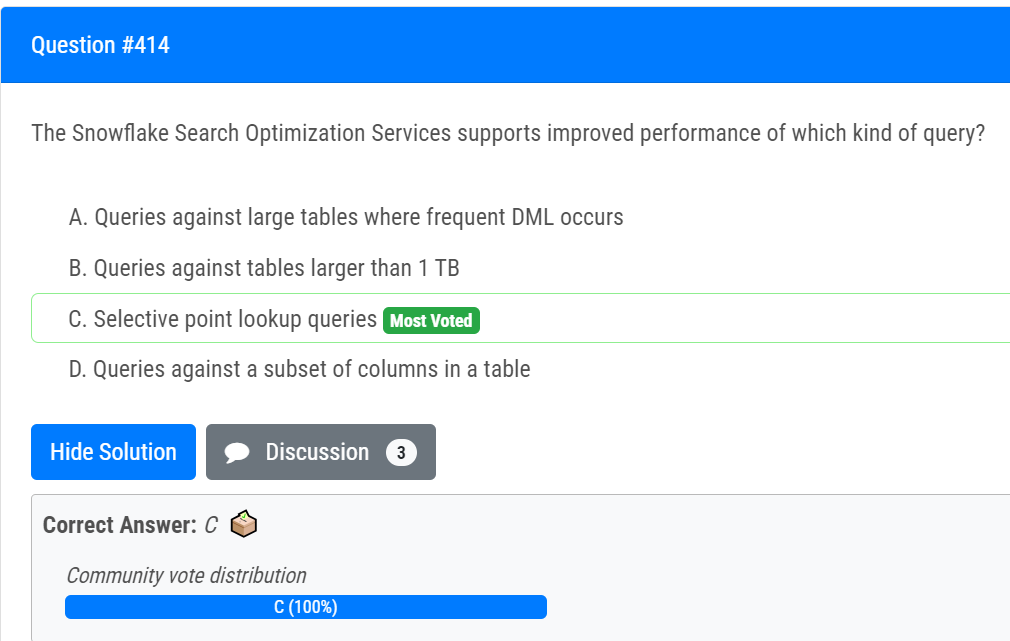 Question #414
The Snowflake Search Optimization Services supports improved performance of which kind of query?
A. Queries against large tables where frequent DML occurs
B. Queries against tables larger than 1 TB
C. Selective point lookup queries Most Voted
D. Queries against a subset of columns in a table
Hide Solution Discussion 3
Correct Answer: C
Community vote distribution
C (100%)